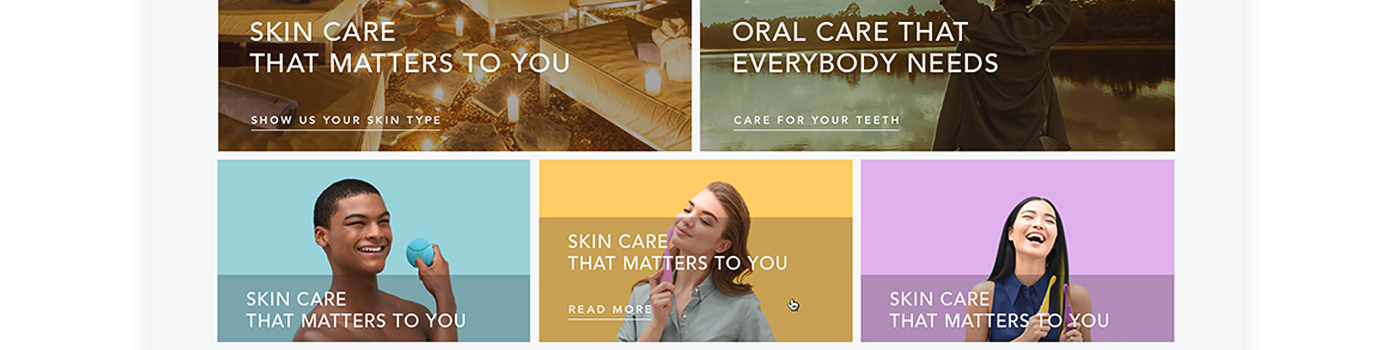 SKIN CARE
THAT MATTERS TO YOU
SHOW US YOUR SKIN TYPE
ORAL CARE THAT
EVERYBODY NEEDS
CARE FOR YOUR TEETH
SKIN CARE
THAT MATTERS TO YOU
SKIN CARE
THAT MATTERS TO YOU
READ MORE
SKIN CARE
THAT MATTERS TO YOU